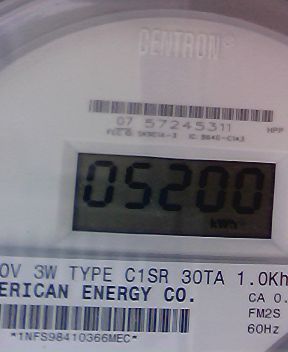 CENTRON®
07 57245311
HPP
05200
kWh
0V 3W TYPE C1SR 30TA 1.0Kh
ERICAN ENERGY CO.
CA 0.
FM2S
60Hz
*1NFS98410366MEC*